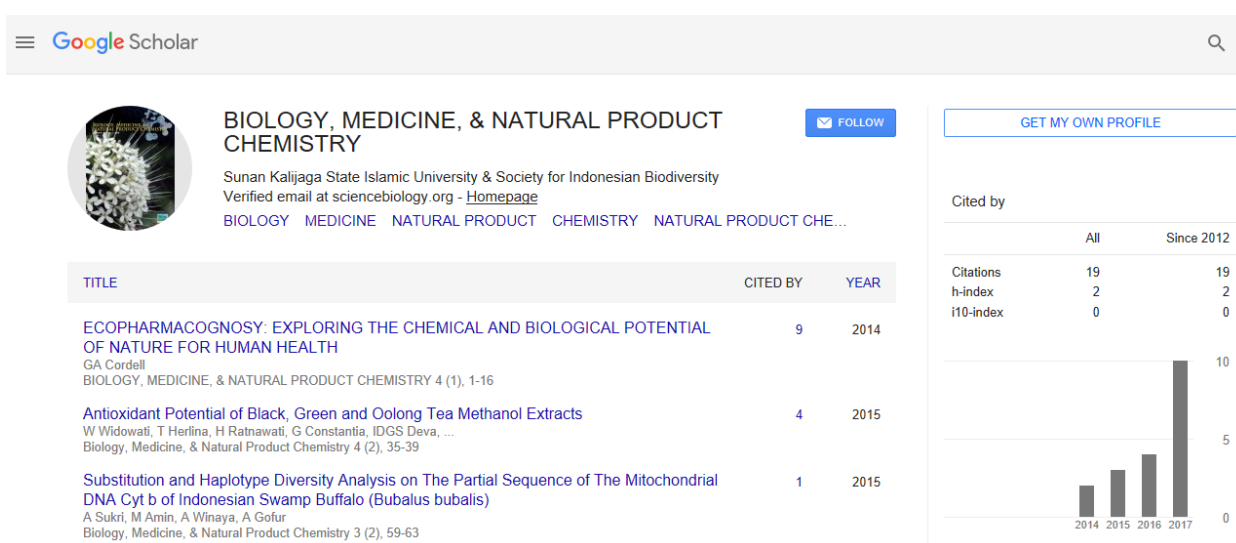 Google Scholar
BIOLOGY, MEDICINE, & NATURAL PRODUCT
CHEMISTRY
Sunan Kalijaga State Islamic University & Society for Indonesian Biodiversity
Verified email at sciencebiology.org - Homepage
BIOLOGY MEDICINE NATURAL PRODUCT CHEMISTRY NATURAL PRODUCT CHE...
FOLLOW
TITLE CITED BY YEAR
ECOPHARMACOGNOSY: EXPLORING THE CHEMICAL AND BIOLOGICAL POTENTIAL 9 2014
OF NATURE FOR HUMAN HEALTH
GA Cordell
BIOLOGY, MEDICINE, & NATURAL PRODUCT CHEMISTRY 4 (1), 1-16
Antioxidant Potential of Black, Green and Oolong Tea Methanol Extracts 4 2015
W Widowati, T Herlina, H Ratnawati, G Constantia, IDGS Deva, ...
Biology, Medicine, & Natural Product Chemistry 4 (2), 35-39
Substitution and Haplotype Diversity Analysis on The Partial Sequence of The Mitochondrial 1 2015
DNA Cyt b of Indonesian Swamp Buffalo (Bubalus bubalis)
A Sukri, M Amin, A Winaya, A Gofur
Biology, Medicine, & Natural Product Chemistry 3 (2), 59-63
GET MY OWN PROFILE
Cited by
All Since 2012
Citations 19 19
h-index 2 2
i10-index 0 0
10
5
0
2014 2015 2016 2017